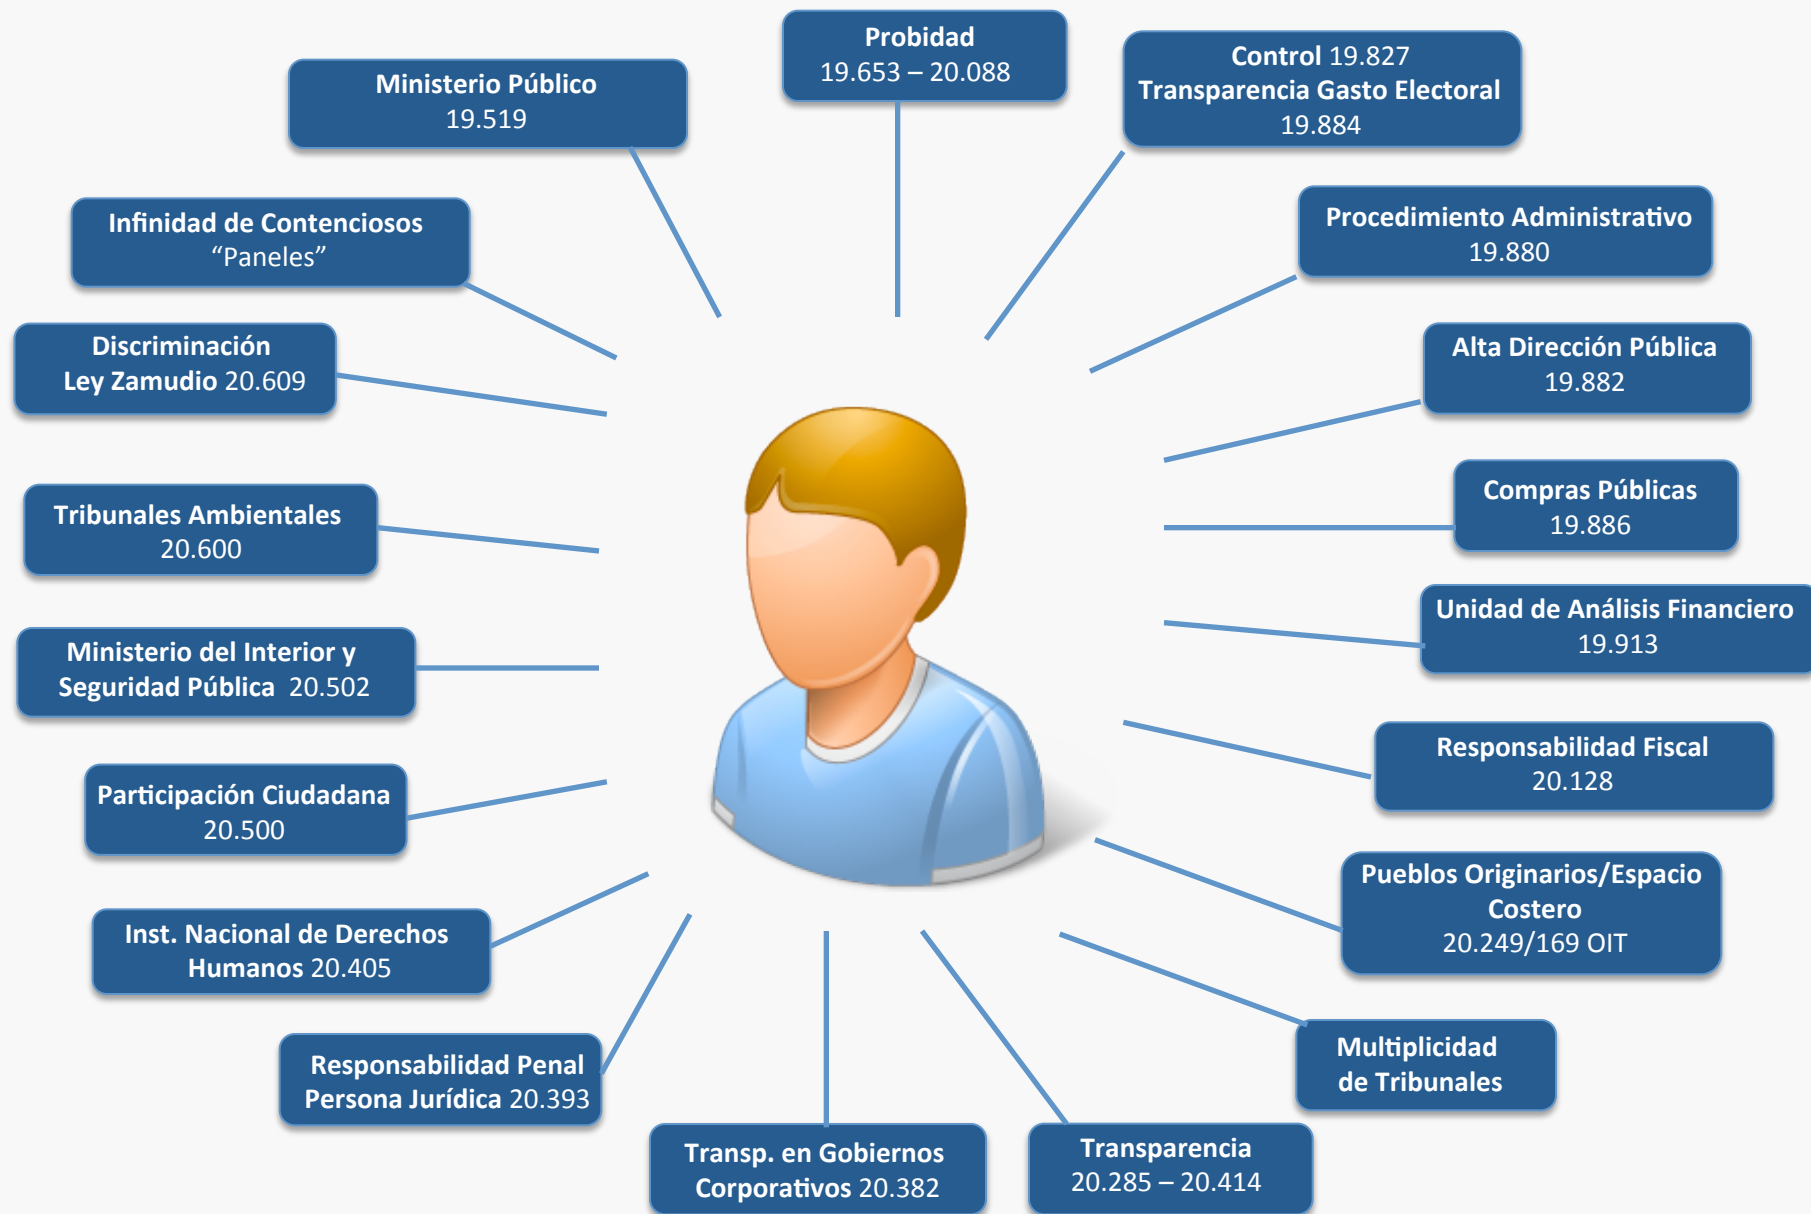 Probidad
19.653 – 20.088
Control 19.827
Transparencia Gasto Electoral
19.884
Procedimiento Administrativo
19.880
Alta Dirección Pública
19.882
Compras Públicas
19.886
Unidad de Análisis Financiero
19.913
Responsabilidad Fiscal
20.128
Pueblos Originarios/Espacio
Costero
20.249/169 OIT
Multiplicidad
de Tribunales
Transparencia
20.285 – 20.414
Transp. en Gobiernos
Corporativos 20.382
Responsabilidad Penal
Persona Jurídica 20.393
Inst. Nacional de Derechos
Humanos 20.405
Participación Ciudadana
20.500
Ministerio del Interior y
Seguridad Pública 20.502
Tribunales Ambientales
20.600
Discriminación
Ley Zamudio 20.609
Infinidad de Contenciosos
“Paneles”
Ministerio Público
19.519